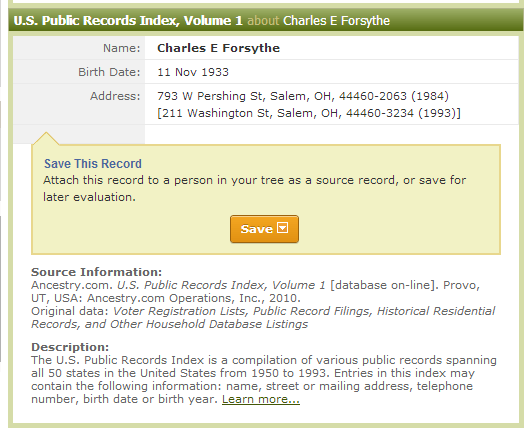 U.S. Public Records Index, Volume 1 about Charles E Forsythe
Name: Charles E Forsythe
Birth Date: 11 Nov 1933
Address: 793 W Pershing St, Salem, OH, 44460-2063 (1984)
[211 Washington St, Salem, OH, 44460-3234 (1993)]
Save This Record
Attach this record to a person in your tree as a source record, or save for
later evaluation.
Save
Source Information:
Ancestry.com. U.S. Public Records Index, Volume 1 [database on-line]. Provo,
UT, USA: Ancestry.com Operations, Inc., 2010.
Original data: Voter Registration Lists, Public Record Filings, Historical Residential
Records, and Other Household Database Listings
Description:
The U.S. Public Records Index is a compilation of various public records spanning
all 50 states in the United States from 1950 to 1993. Entries in this index may
contain the following information: name, street or mailing address, telephone
number, birth date or birth year. Learn more...